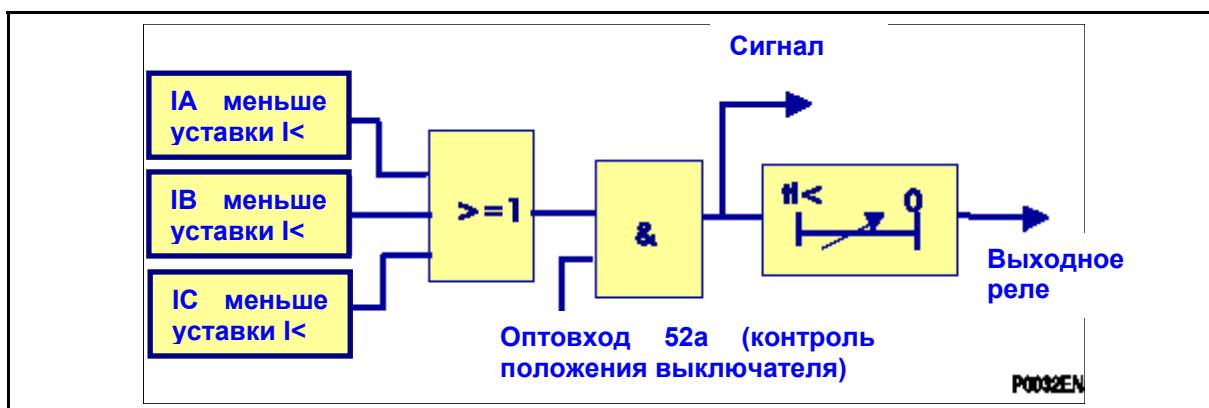 Сигнал
IA меньше
уставки I<
IB меньше
уставки I<
IC меньше
уставки I<
>=1
&
tI<
0
Выходное
реле
Оптовход 52а (контроль
положения выключателя)
P0032EN